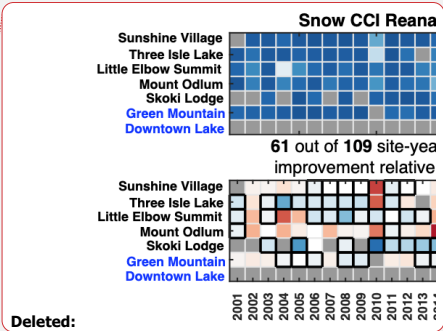 Snow CCI Reana
Sunshine Village
Three Isle Lake
Little Elbow Summit
Mount Odlum
Skoki Lodge
Green Mountain
Downtown Lake
61 out of 109 site-yea
improvement relative
Sunshine Village
Three Isle Lake
Little Elbow Summit
Mount Odlum
Skoki Lodge
Green Mountain
Downtown Lake
2001 2002 2003 2004 2005 2006 2007 2008 2009 2010 2011 2012 2013
Deleted: